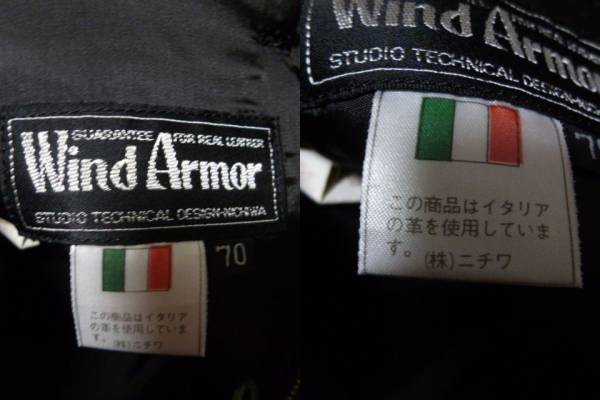 GUARANTEE FOR REAL LEATHER
Wind Armor
STUDIO TECHNICAL DESIGN-NICHIWA
70
この商品はイタリア
の革を使用していま
す。
(株)ニチワ
Wind Armor
STUDIO TECHNICAL DESIGN-NICH
7
この商品はイタリア
の革を使用していま
す。 (株)ニチワ